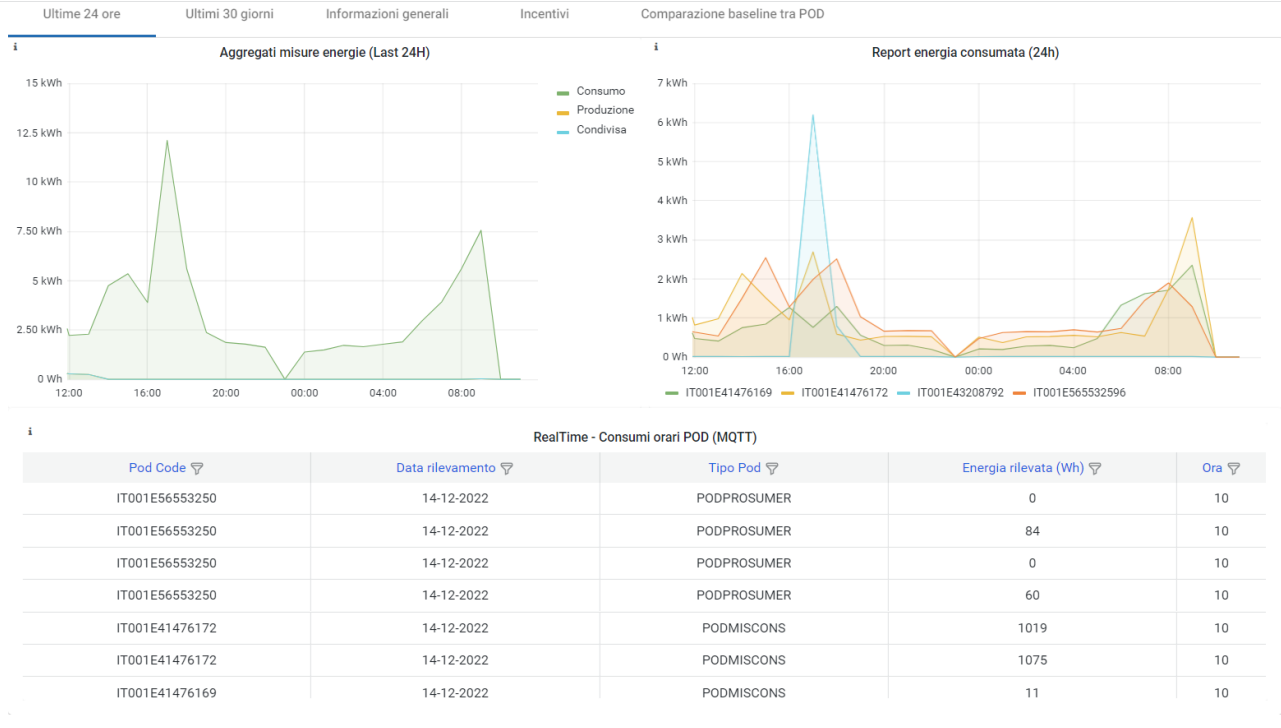 Ultime 24 ore Ultimi 30 giorni Informazioni generali Incentivi Comparazione baseline tra POD
i Aggregati misure energie (Last 24H)
15 kWh
12.5 kWh
10 kWh
7.50 kWh
5 kWh
2.50 kWh
0 Wh
12:00 16:00 20:00 00:00 04:00 08:00
Consumo
Produzione
Condivisa
i Report energia consumata (24h)
7 kWh
6 kWh
5 kWh
4 kWh
3 kWh
2 kWh
1 kWh
0 Wh
12:00 16:00 20:00 00:00 04:00 08:00
IT001E41476169 IT001E41476172 IT001E43208792 IT001E565532596
i RealTime - Consumi orari POD (MQTT)
Pod Code Data rilevamento Tipo Pod Energia rilevata (Wh) Ora
IT001E56553250 14-12-2022 PODPROSUMER 0 10
IT001E56553250 14-12-2022 PODPROSUMER 84 10
IT001E56553250 14-12-2022 PODPROSUMER 0 10
IT001E56553250 14-12-2022 PODPROSUMER 60 10
IT001E41476172 14-12-2022 PODMISCONS 1019 10
IT001E41476172 14-12-2022 PODMISCONS 1075 10
IT001E41476169 14-12-2022 PODMISCONS 11 10